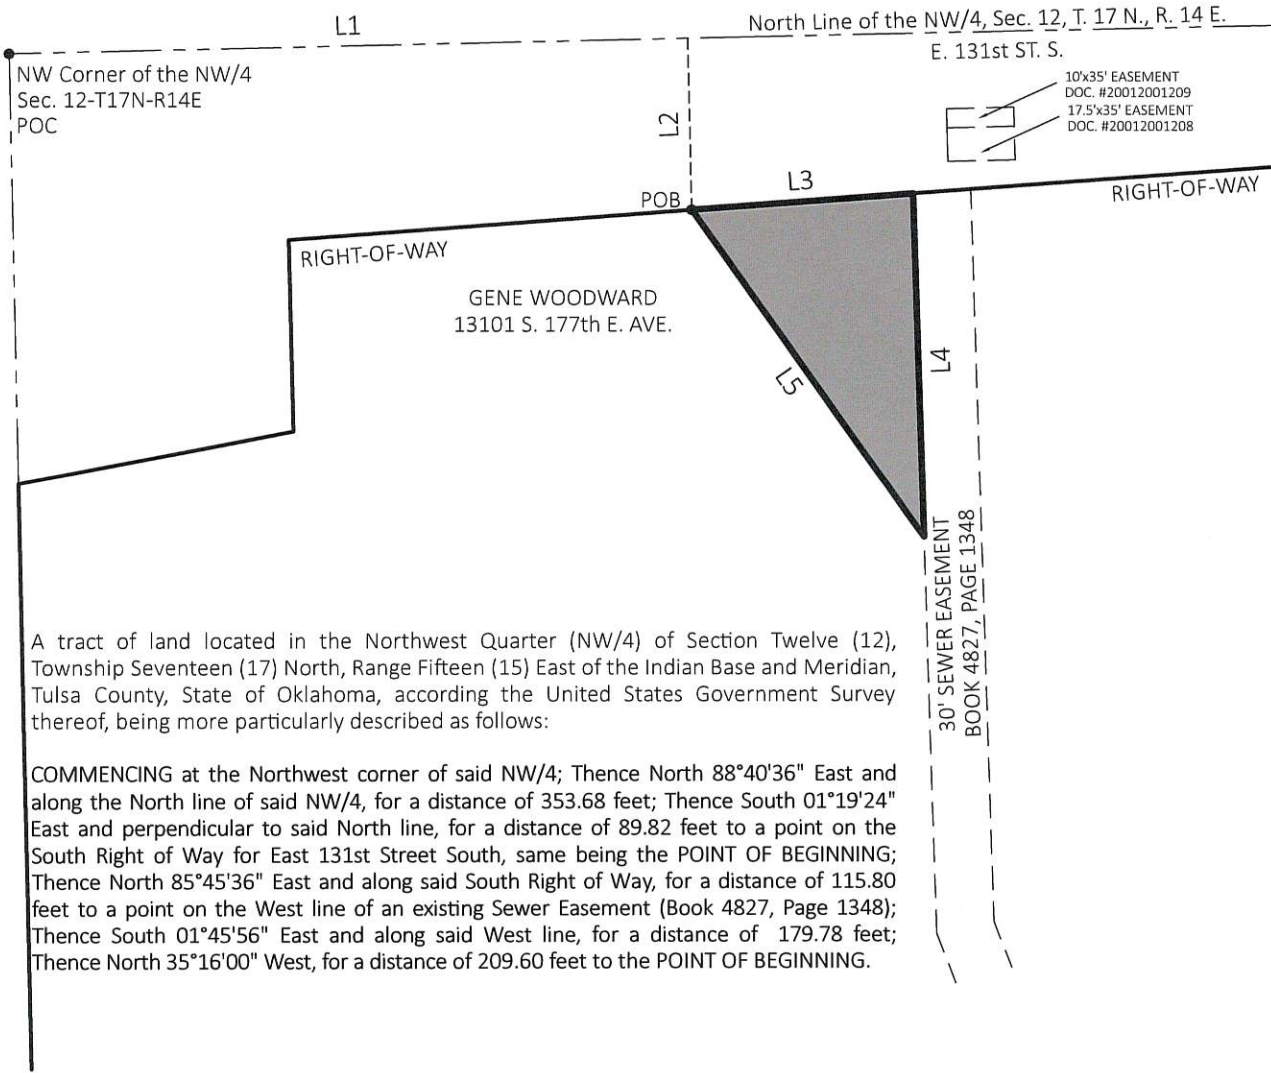 L1
North Line of the NW/4, Sec. 12, T. 17 N., R. 14 E.
E. 131st ST. S.
NW Corner of the NW/4
Sec. 12-T17N-R14E
POC
10'x35' EASEMENT
DOC. #20012001209
17.5'x35' EASEMENT
DOC. #20012001208
L2
L3
POB
RIGHT-OF-WAY
RIGHT-OF-WAY
GENE WOODWARD
13101 S. 177th E. AVE.
L4
L5
30' SEWER EASEMENT
BOOK 4827, PAGE 1348
A tract of land located in the Northwest Quarter (NW/4) of Section Twelve (12),
Township Seventeen (17) North, Range Fifteen (15) East of the Indian Base and Meridian,
Tulsa County, State of Oklahoma, according the United States Government Survey
thereof, being more particularly described as follows:
COMMENCING at the Northwest corner of said NW/4; Thence North 88°40'36" East and
along the North line of said NW/4, for a distance of 353.68 feet; Thence South 01°19'24"
East and perpendicular to said North line, for a distance of 89.82 feet to a point on the
South Right of Way for East 131st Street South, same being the POINT OF BEGINNING;
Thence North 85°45'36" East and along said South Right of Way, for a distance of 115.80
feet to a point on the West line of an existing Sewer Easement (Book 4827, Page 1348);
Thence South 01°45'56" East and along said West line, for a distance of 179.78 feet;
Thence North 35°16'00" West, for a distance of 209.60 feet to the POINT OF BEGINNING.